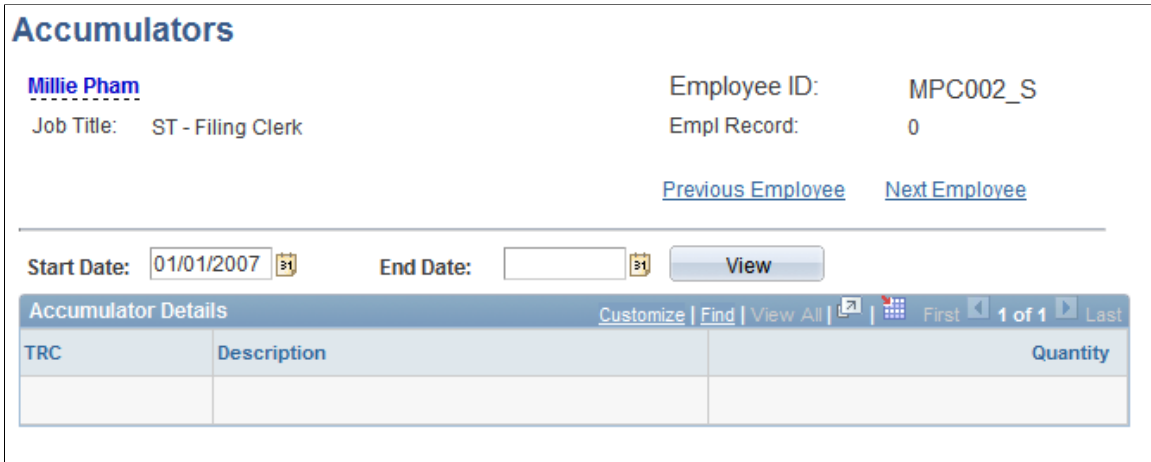 Accumulators
Millie Pham Employee ID: MPC002_S
Job Title: ST - Filing Clerk Empl Record: 0
Previous Employee Next Employee
Start Date: 01/01/2007 31 End Date: 31 View
Accumulator Details Customize | Find | View All | | First 1 of 1 Last
TRC Description Quantity